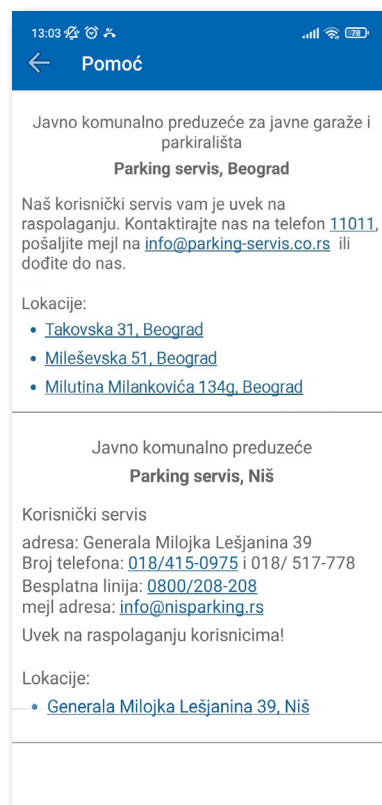 13:03 78
Pomoć
Javno komunalno preduzeće za javne garaže i
parkirališta
Parking servis, Beograd
Naš korisnički servis vam je uvek na
raspolaganju. Kontaktirajte nas na telefon 11011,
pošaljite mejl na info@parking-servis.co.rs ili
dođite do nas.
Lokacije:
• Takovska 31, Beograd
• Mileševska 51, Beograd
• Milutina Milankovića 134g, Beograd
Javno komunalno preduzeće
Parking servis, Niš
Korisnički servis
adresa: Generala Milojka Lešjanina 39
Broj telefona: 018/415-0975 i 018/ 517-778
Besplatna linija: 0800/208-208
mejl adresa: info@nisparking.rs
Uvek na raspolaganju korisnicima!
Lokacije:
• Generala Milojka Lešjanina 39, Niš